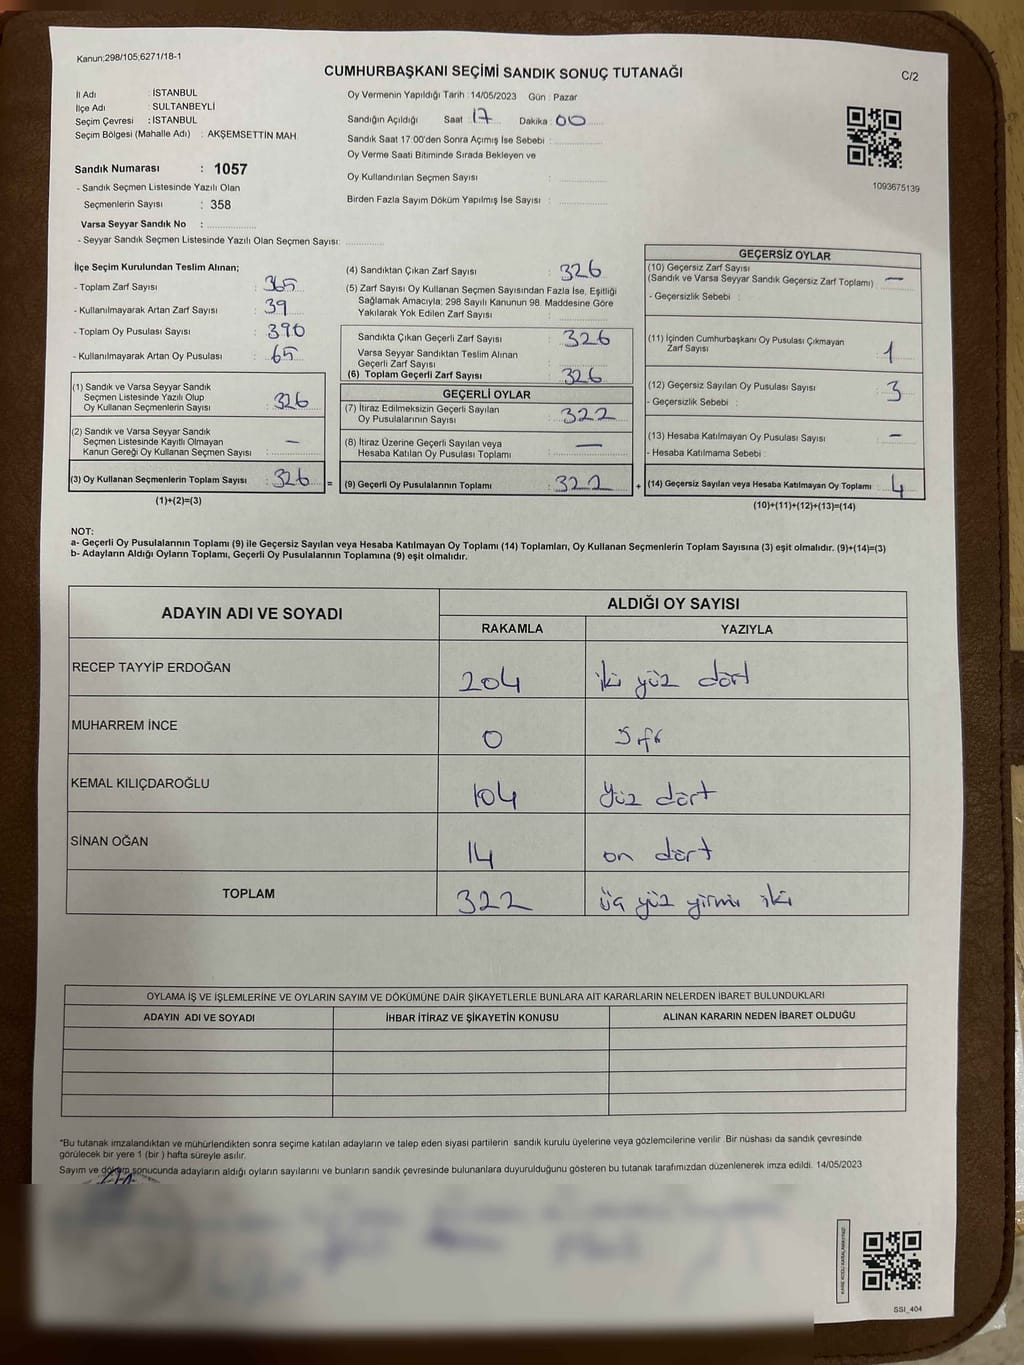 Kanun:298/105,6271/18-1
CUMHURBAŞKANI SEÇİMİ SANDIK SONUÇ TUTANAĞI
C/2
İl Adı : İSTANBUL
İlçe Adı : SULTANBEYLİ
Seçim Çevresi : İSTANBUL
Seçim Bölgesi (Mahalle Adı) : AKŞEMSETTİN MAH.
Sandık Numarası : 1057
- Sandık Seçmen Listesinde Yazılı Olan
Seçmenlerin Sayısı : 358
Varsa Seyyar Sandık No :
- Seyyar Sandık Seçmen Listesinde Yazılı Olan Seçmen Sayısı:
Oy Vermenin Yapıldığı Tarih :14/05/2023 Gün : Pazar
Sandığın Açıldığı Saat 17 Dakika : 00
Sandık Saat 17.00'den Sonra Açımış İse Sebebi :
Oy Verme Saati Bitiminde Sırada Bekleyen ve
Oy Kullandırılan Seçmen Sayısı :
Birden Fazla Sayım Döküm Yapılmış İse Sayısı :
1093675139
İlçe Seçim Kurulundan Teslim Alınan;
- Toplam Zarf Sayısı : 365
- Kullanılmayarak Artan Zarf Sayısı : 39
- Toplam Oy Pusulası Sayısı : 390
- Kullanılmayarak Artan Oy Pusulası : 65
(1) Sandık ve Varsa Seyyar Sandık
Seçmen Listesinde Yazılı Olup
Oy Kullanan Seçmenlerin Sayısı : 326
(2) Sandık ve Varsa Seyyar Sandık
Seçmen Listesinde Kayıtlı Olmayan
Kanun Gereği Oy Kullanan Seçmen Sayısı : —
(3) Oy Kullanan Seçmenlerin Toplam Sayısı : 326 =
(1)+(2)=(3)
(4) Sandıktan Çıkan Zarf Sayısı : 326
(5) Zarf Sayısı Oy Kullanan Seçmen Sayısından Fazla İse, Eşitliği
Sağlamak Amacıyla; 298 Sayılı Kanunun 98. Maddesine Göre
Yakılarak Yok Edilen Zarf Sayısı :
Sandıkta Çıkan Geçerli Zarf Sayısı : 326
Varsa Seyyar Sandıktan Teslim Alınan
Geçerli Zarf Sayısı :
(6) Toplam Geçerli Zarf Sayısı : 326
GEÇERLİ OYLAR
(7) İtiraz Edilmeksizin Geçerli Sayılan
Oy Pusulalarının Sayısı : 322
(8) İtiraz Üzerine Geçerli Sayılan veya
Hesaba Katılan Oy Pusulası Toplamı : —
(9) Geçerli Oy Pusulalarının Toplamı : 322 +
GEÇERSİZ OYLAR
(10) Geçersiz Zarf Sayısı
(Sandık ve Varsa Seyyar Sandık Geçersiz Zarf Toplamı) : —
- Geçersizlik Sebebi :
(11) İçinden Cumhurbaşkanı Oy Pusulası Çıkmayan
Zarf Sayısı : 1
(12) Geçersiz Sayılan Oy Pusulası Sayısı : 3
- Geçersizlik Sebebi :
(13) Hesaba Katılmayan Oy Pusulası Sayısı : —
- Hesaba Katılmama Sebebi :
(14) Geçersiz Sayılan veya Hesaba Katılmayan Oy Toplamı : 4
(10)+(11)+(12)+(13)=(14)
NOT:
a- Geçerli Oy Pusulalarının Toplamı (9) ile Geçersiz Sayılan veya Hesaba Katılmayan Oy Toplamı (14) Toplamları, Oy Kullanan Seçmenlerin Toplam Sayısına (3) eşit olmalıdır. (9)+(14)=(3)
b- Adayların Aldığı Oyların Toplamı, Geçerli Oy Pusulalarının Toplamına (9) eşit olmalıdır.
ADAYIN ADI VE SOYADI ALDIĞI OY SAYISI
RAKAMLA YAZIYLA
RECEP TAYYİP ERDOĞAN 204 iki yüz dört
MUHARREM İNCE 0 Sıfır
KEMAL KILIÇDAROĞLU 104 Yüz dört
SİNAN OĞAN 14 on dört
TOPLAM 322 üç yüz yirmi iki
OYLAMA İŞ VE İŞLEMLERİNE VE OYLARIN SAYIM VE DÖKÜMÜNE DAİR ŞİKAYETLERLE BUNLARA AİT KARARLARIN NELERDEN İBARET BULUNDUKLARI
ADAYIN ADI VE SOYADI İHBAR İTİRAZ VE ŞİKAYETİN KONUSU ALINAN KARARIN NEDEN İBARET OLDUĞU
*Bu tutanak imzalandıktan ve mühürlendikten sonra seçime katılan adayların ve talep eden siyasi partilerin sandık kurulu üyelerine veya gözlemcilerine verilir. Bir nüshası da sandık çevresinde
görülecek bir yere 1 (bir ) hafta süreyle asılır.
Sayım ve döküm sonucunda adayların aldığı oyların sayılarını ve bunların sandık çevresinde bulunanlara duyurulduğunu gösteren bu tutanak tarafımızdan düzenlenerek imza edildi. 14/05/2023
SSI_404